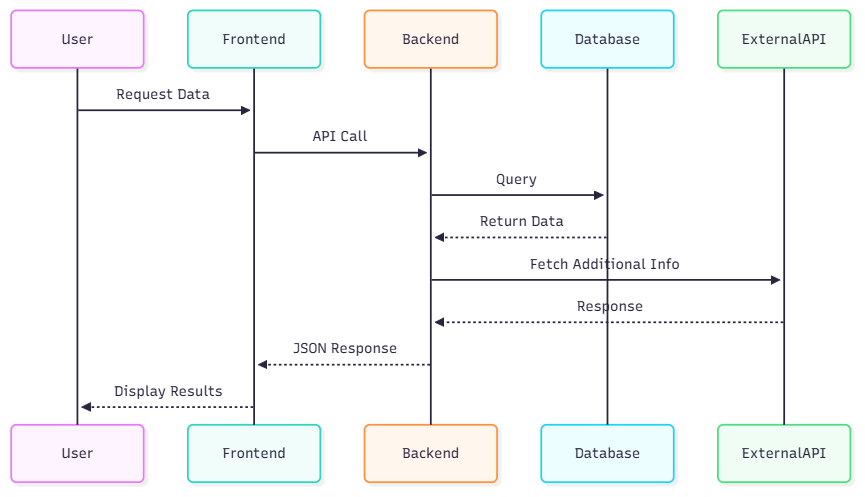 User
Frontend
Backend
Database
ExternalAPI
Request Data
API Call
Query
Return Data
Fetch Additional Info
Response
JSON Response
Display Results
User
Frontend
Backend
Database
ExternalAPI